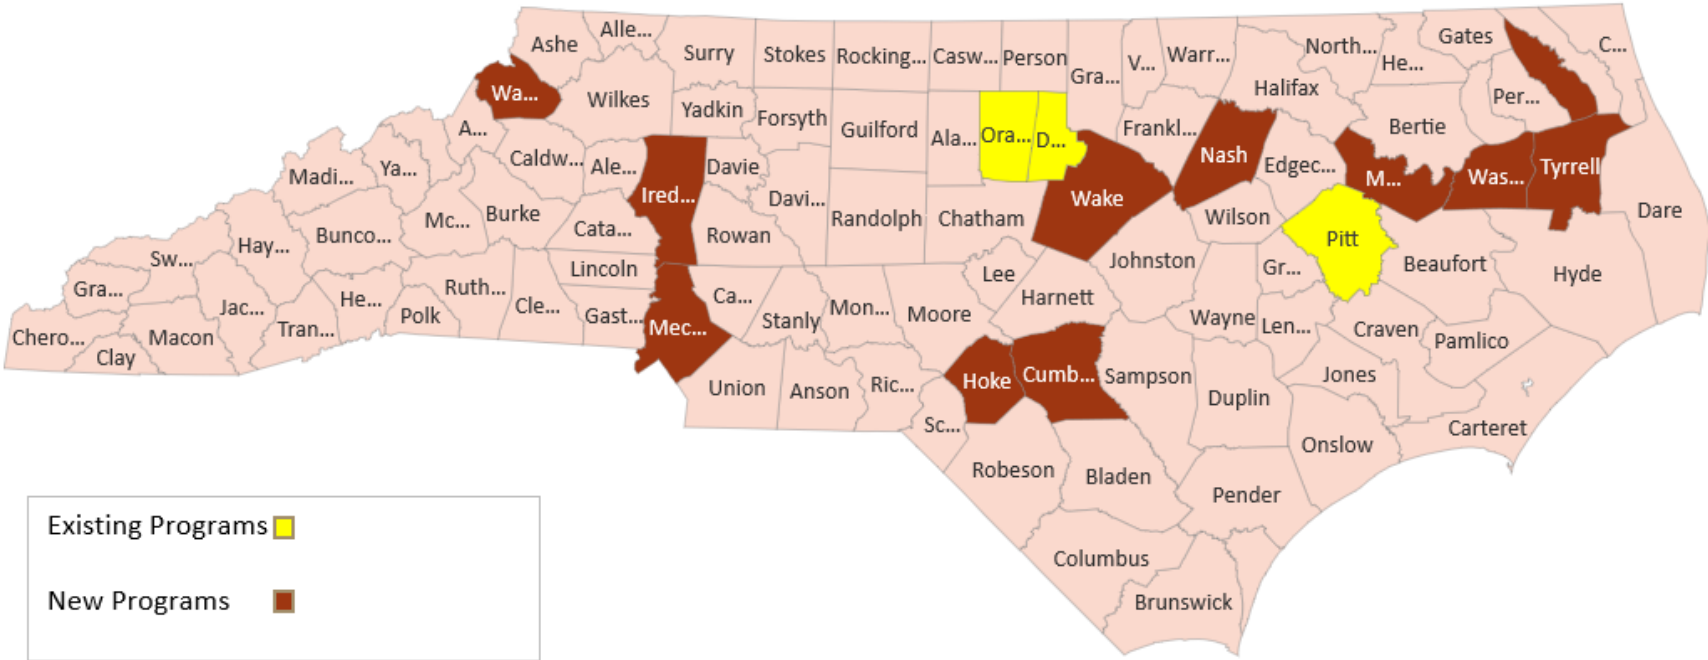 Alle...
Ashe
Surry
Stokes
Rocking...
Casw...
Person
Gra...
V...
Warr...
North...
He...
Gates
C...
Wa...
Wilkes
Yadkin
Forsyth
Guilford
Ala...
Ora...
D...
Frankl...
Halifax
Bertie
Per...
A...
Caldw...
Ale...
Ired...
Davie
Davi...
Randolph
Chatham
Wake
Nash
Edgec...
M...
Was...
Tyrrell
Dare
Madi...
Ya...
Mc...
Burke
Cata...
Rowan
Wilson
Pitt
Beaufort
Hyde
Sw...
Hay...
Bunco...
Lincoln
Lee
Johnston
Gr...
Gra...
Jac...
He...
Ruth...
Cle...
Gast...
Mec...
Ca...
Stanly
Mon...
Moore
Harnett
Wayne
Len...
Craven
Pamlico
Chero...
Clay
Macon
Tran...
Polk
Union
Anson
Ric...
Hoke
Cumb...
Sampson
Duplin
Jones
Sc...
Robeson
Bladen
Onslow
Carteret
Pender
Columbus
Brunswick
Existing Programs
New Programs